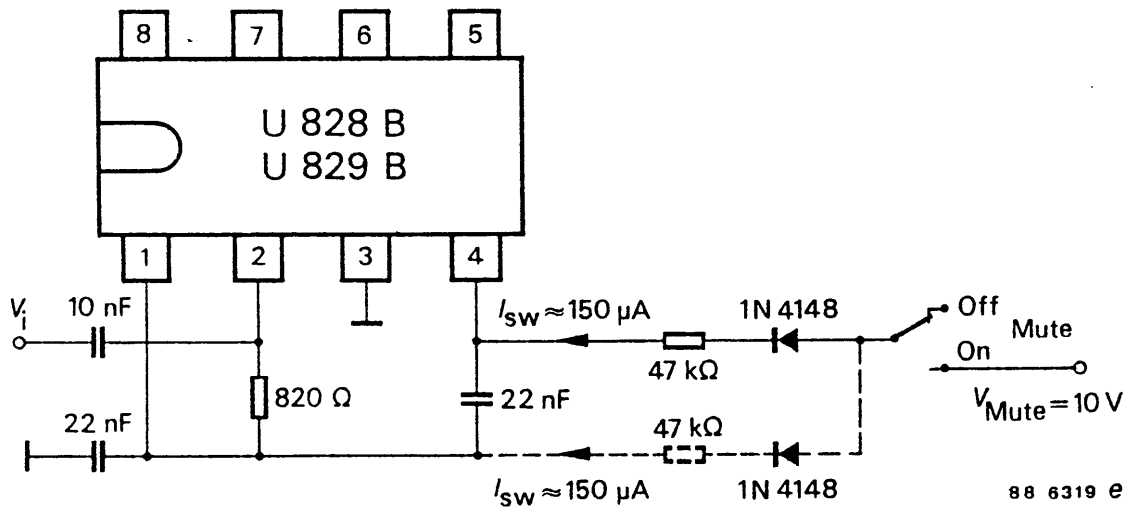 8 7 6 5
U 828 B
U 829 B
1 2 3 4
Vi 10 nF
Isw ≈ 150 µA 1N 4148 Off
Mute
On
47 kΩ
VMute = 10 V
820 Ω 22 nF
22 nF 47 kΩ
Isw ≈ 150 µA 1N 4148 88 6319 e